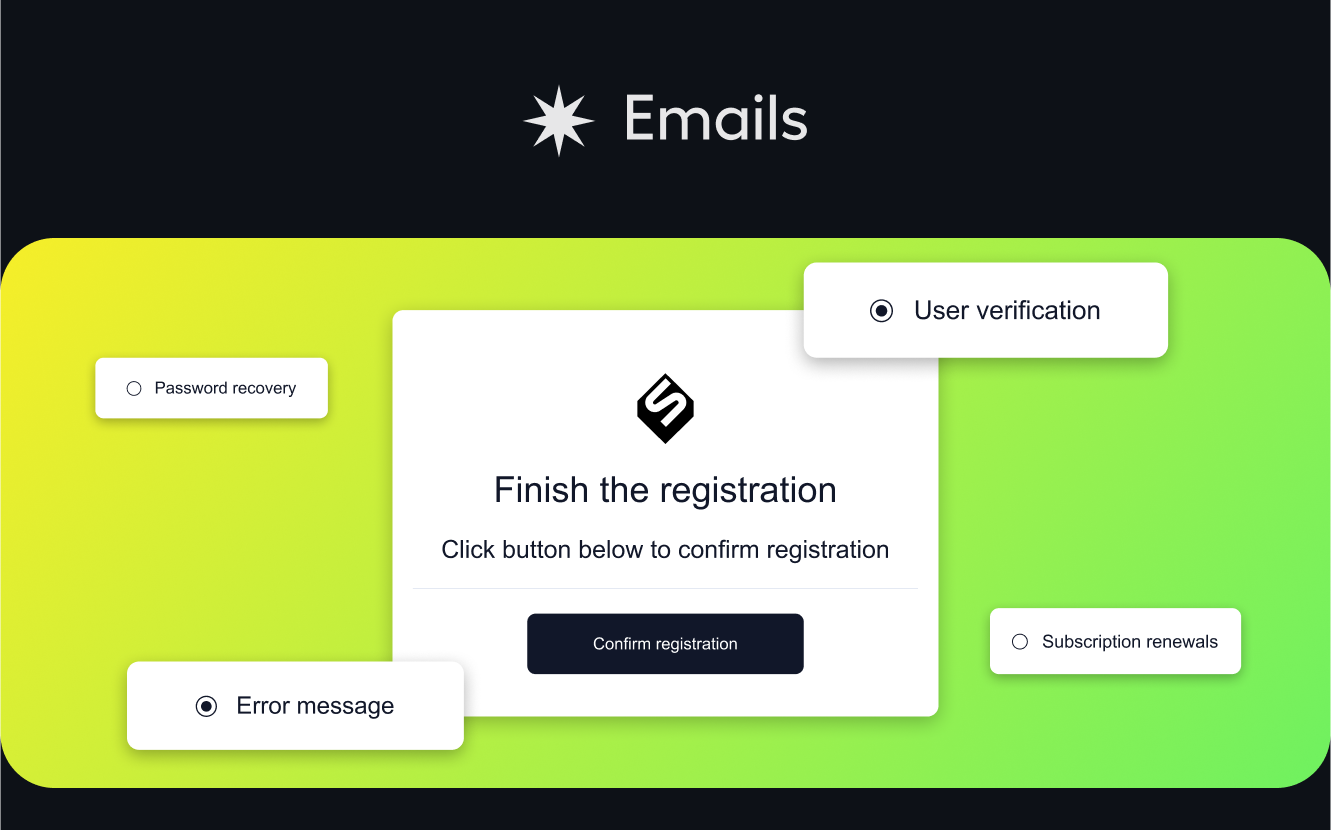 Emails
User verification
Password recovery
Finish the registration
Click button below to confirm registration
Confirm registration
Subscription renewals
Error message